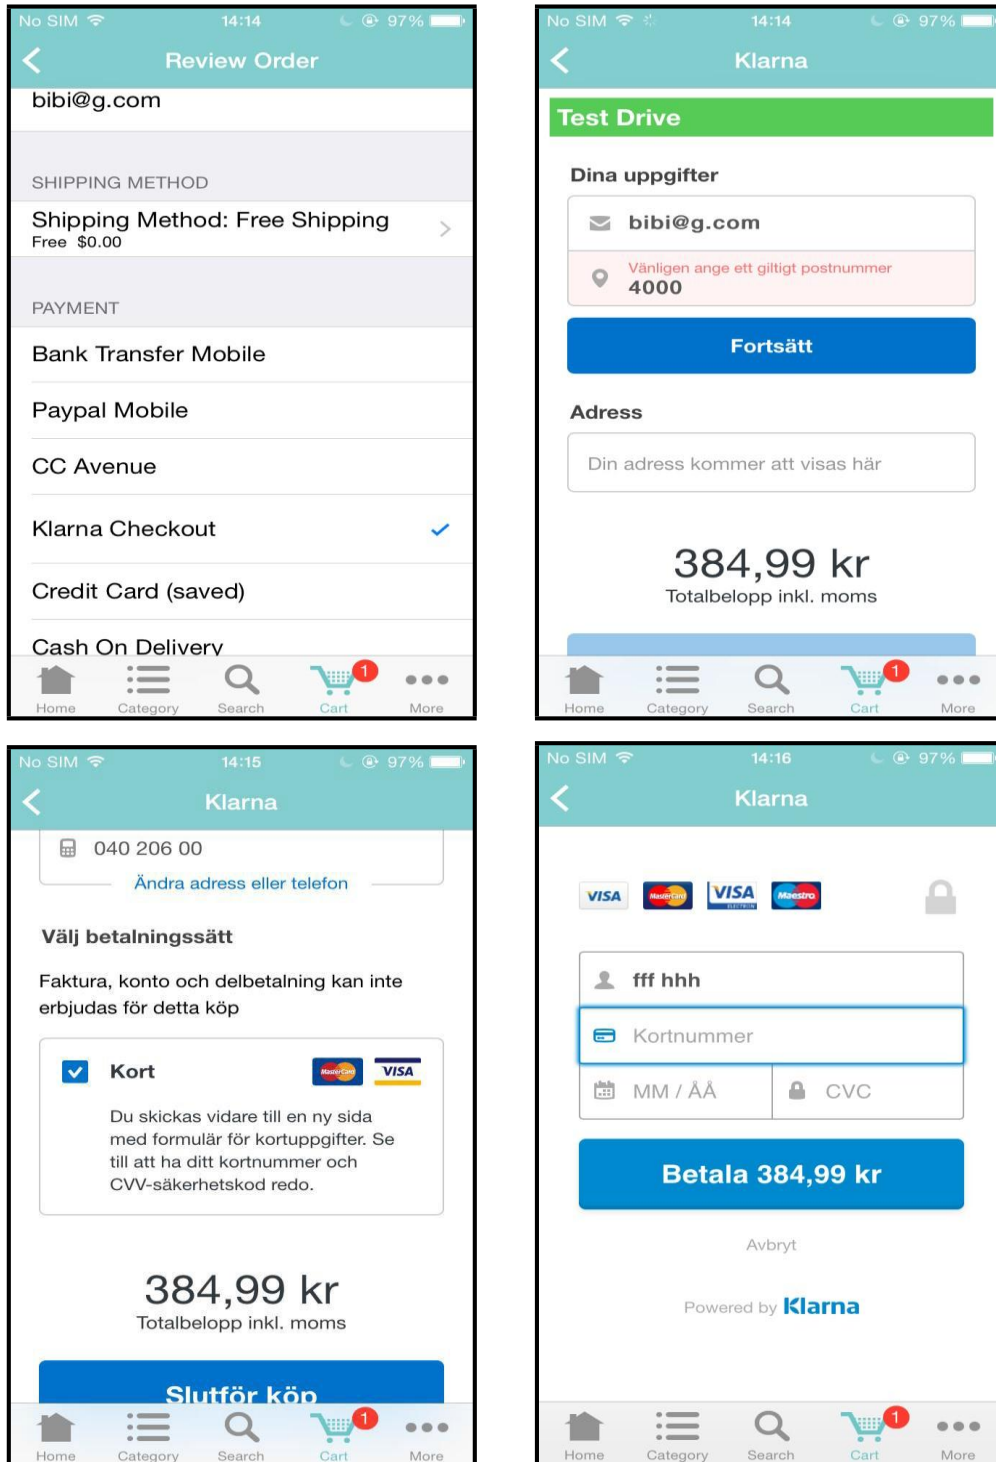 No SIM 14:14 97%
Review Order
bibi@g.com
SHIPPING METHOD
Shipping Method: Free Shipping
Free $0.00
PAYMENT
Bank Transfer Mobile
Paypal Mobile
CC Avenue
Klarna Checkout
Credit Card (saved)
Cash On Delivery
1
Home Category Search Cart More
No SIM 14:14 97%
Klarna
Test Drive
Dina uppgifter
bibi@g.com
Vänligen ange ett giltigt postnummer
4000
Fortsätt
Adress
Din adress kommer att visas här
384,99 kr
Totalbelopp inkl. moms
1
Home Category Search Cart More
No SIM 14:15 97%
Klarna
040 206 00
Ändra adress eller telefon
Välj betalningssätt
Faktura, konto och delbetalning kan inte
erbjudas för detta köp
Kort MasterCard VISA
Du skickas vidare till en ny sida
med formulär för kortuppgifter. Se
till att ha ditt kortnummer och
CVV-säkerhetskod redo.
384,99 kr
Totalbelopp inkl. moms
Slutför köp
1
Home Category Search Cart More
No SIM 14:16 97%
Klarna
VISA MasterCard VISA ELECTRON Maestro
fff hhh
Kortnummer
MM / ÅÅ CVC
Betala 384,99 kr
Avbryt
Powered by Klarna
1
Home Category Search Cart More